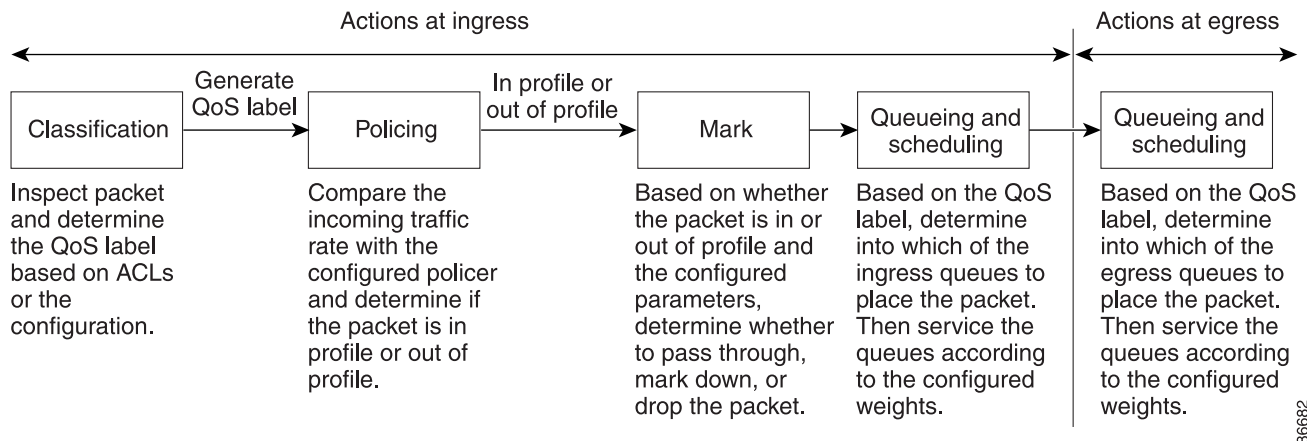 Actions at ingress
Actions at egress
Generate
QoS label
In profile or
out of profile
Classification
Policing
Mark
Queueing and
scheduling
Queueing and
scheduling
Inspect packet
and determine
the QoS label
based on ACLs
or the
configuration.
Compare the
incoming traffic
rate with the
configured policer
and determine if
the packet is in
profile or out of
profile.
Based on whether
the packet is in or
out of profile and
the configured
parameters,
determine whether
to pass through,
mark down, or
drop the packet.
Based on the QoS
label, determine
into which of the
ingress queues to
place the packet.
Then service the
queues according
to the configured
weights.
Based on the QoS
label, determine
into which of the
egress queues to
place the packet.
Then service the
queues according
to the configured
weights.